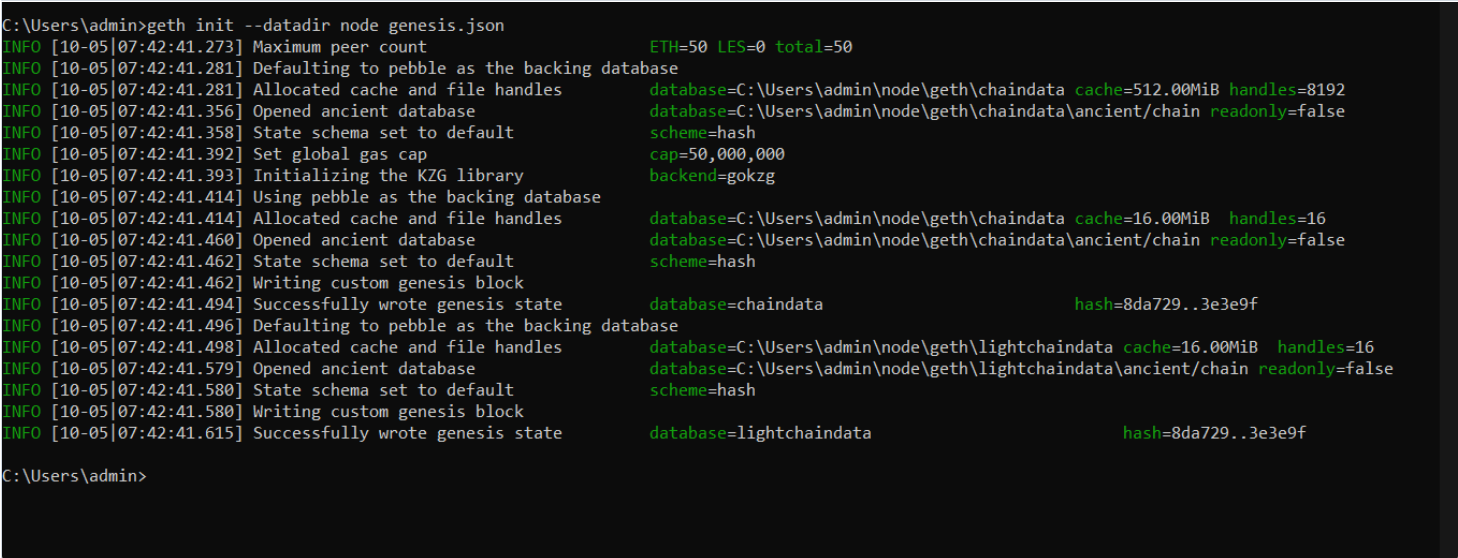 C:\Users\admin>geth init --datadir node genesis.json
INFO [10-05|07:42:41.273] Maximum peer count                       ETH=50 LES=0 total=50
INFO [10-05|07:42:41.281] Defaulting to pebble as the backing database
INFO [10-05|07:42:41.281] Allocated cache and file handles         database=C:\Users\admin\node\geth\chaindata cache=512.00MiB handles=8192
INFO [10-05|07:42:41.356] Opened ancient database                  database=C:\Users\admin\node\geth\chaindata\ancient/chain readonly=false
INFO [10-05|07:42:41.358] State schema set to default              scheme=hash
INFO [10-05|07:42:41.392] Set global gas cap                       cap=50,000,000
INFO [10-05|07:42:41.393] Initializing the KZG library             backend=gokzg
INFO [10-05|07:42:41.414] Using pebble as the backing database
INFO [10-05|07:42:41.414] Allocated cache and file handles         database=C:\Users\admin\node\geth\chaindata cache=16.00MiB  handles=16
INFO [10-05|07:42:41.460] Opened ancient database                  database=C:\Users\admin\node\geth\chaindata\ancient/chain readonly=false
INFO [10-05|07:42:41.462] State schema set to default              scheme=hash
INFO [10-05|07:42:41.462] Writing custom genesis block
INFO [10-05|07:42:41.494] Successfully wrote genesis state         database=chaindata                          hash=8da729..3e3e9f
INFO [10-05|07:42:41.496] Defaulting to pebble as the backing database
INFO [10-05|07:42:41.498] Allocated cache and file handles         database=C:\Users\admin\node\geth\lightchaindata cache=16.00MiB  handles=16
INFO [10-05|07:42:41.579] Opened ancient database                  database=C:\Users\admin\node\geth\lightchaindata\ancient/chain readonly=false
INFO [10-05|07:42:41.580] State schema set to default              scheme=hash
INFO [10-05|07:42:41.580] Writing custom genesis block
INFO [10-05|07:42:41.615] Successfully wrote genesis state         database=lightchaindata                          hash=8da729..3e3e9f
C:\Users\admin>